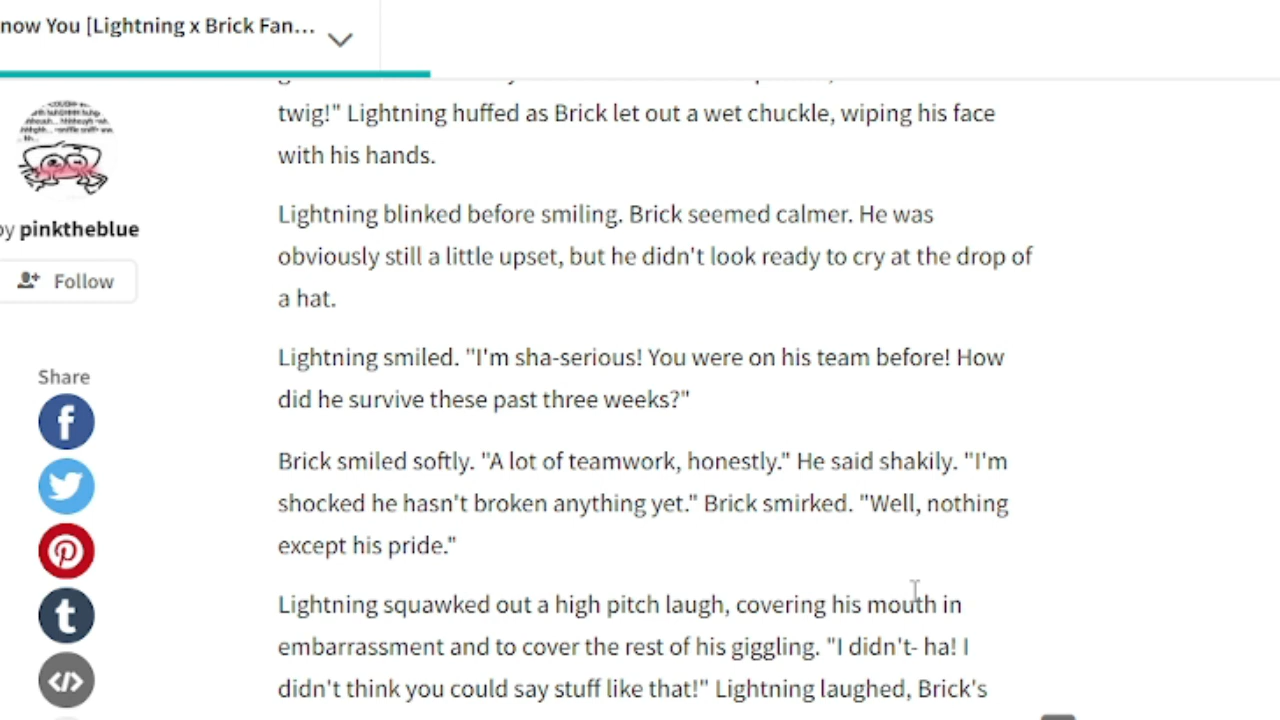 now You [Lightning x Brick Fan...
twig!" Lightning huffed as Brick let out a wet chuckle, wiping his face
with his hands.
by pinktheblue
Follow
Share
Lightning blinked before smiling. Brick seemed calmer. He was
obviously still a little upset, but he didn't look ready to cry at the drop of
a hat.
Lightning smiled. "I'm sha-serious! You were on his team before! How
did he survive these past three weeks?"
Brick smiled softly. "A lot of teamwork, honestly." He said shakily. "I'm
shocked he hasn't broken anything yet." Brick smirked. "Well, nothing
except his pride."
Lightning squawked out a high pitch laugh, covering his mouth in
embarrassment and to cover the rest of his giggling. "I didn't- ha! I
didn't think you could say stuff like that!" Lightning laughed, Brick's